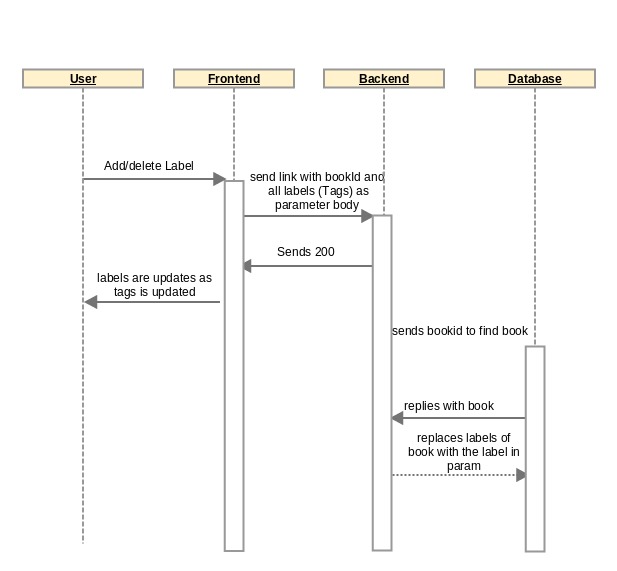 User
Frontend
Backend
Database
Add/delete Label
send link with bookId and
all labels (Tags) as
parameter body
Sends 200
labels are updates as
tags is updated
sends bookid to find book
replies with book
replaces labels of
book with the label in
param